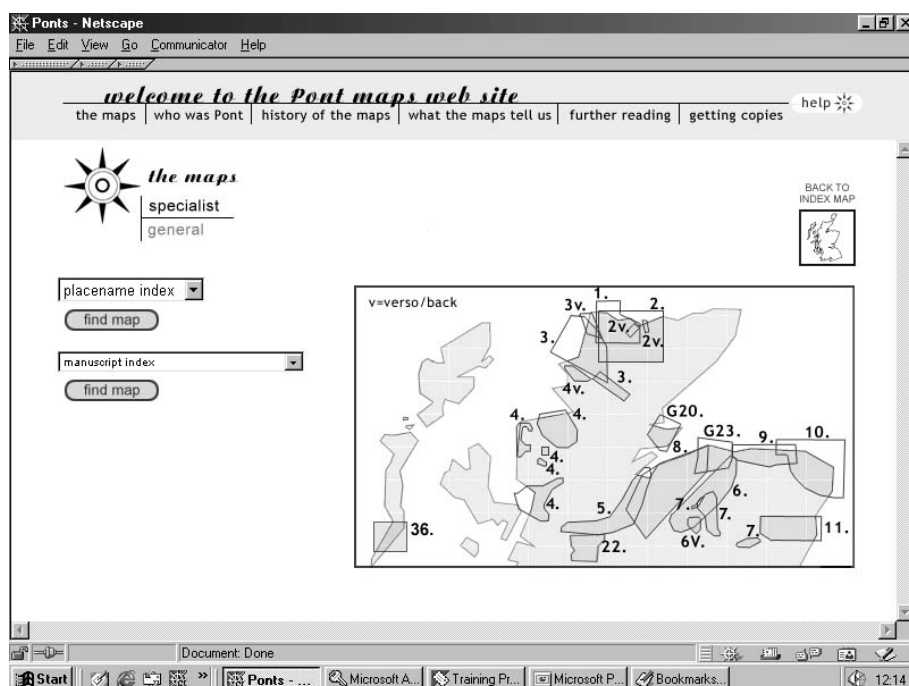 Ponts - Netscape
File Edit View Go Communicator Help
welcome to the Pont maps web site
the maps who was Pont history of the maps what the maps tell us further reading getting copies help
the maps
specialist
general
BACK TO
INDEX MAP
placename index
find map
manuscript index
find map
v=verso/back
1.
3v.
2.
2v.
2v.
3.
3.
4v.
4.
4.
G20.
4.
4.
G23.
8.
9.
10.
4.
5.
6.
7.
7.
36.
22.
6V.
7.
11.
Document: Done
Start » Ponts - ... Microsoft A... Training Pr... Microsoft P... Bookmarks... 12:14